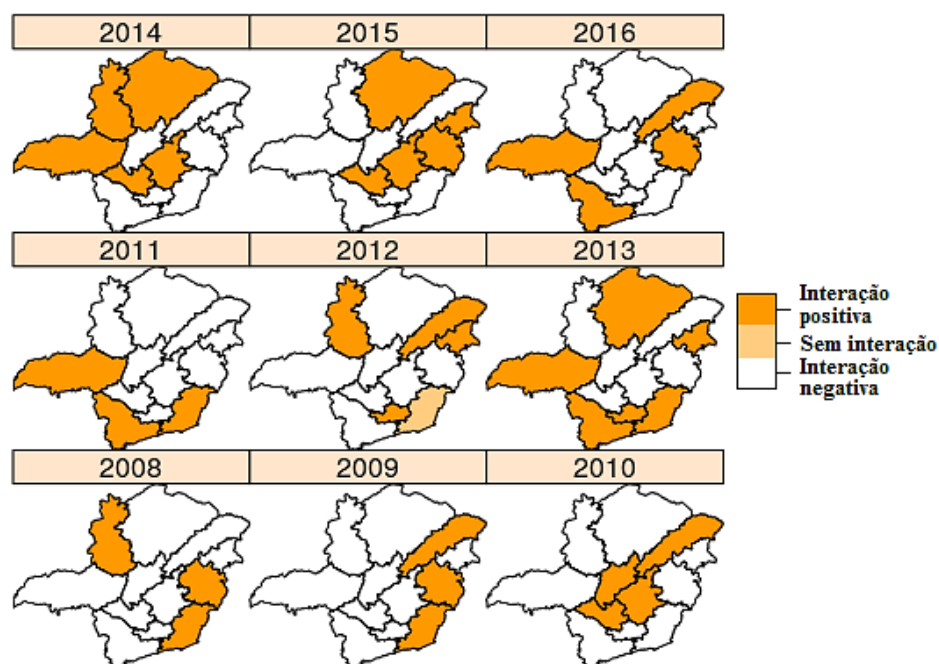 2014
2015
2016
2011
2012
2013
Interação
positiva
Sem interação
Interação
negativa
2008
2009
2010